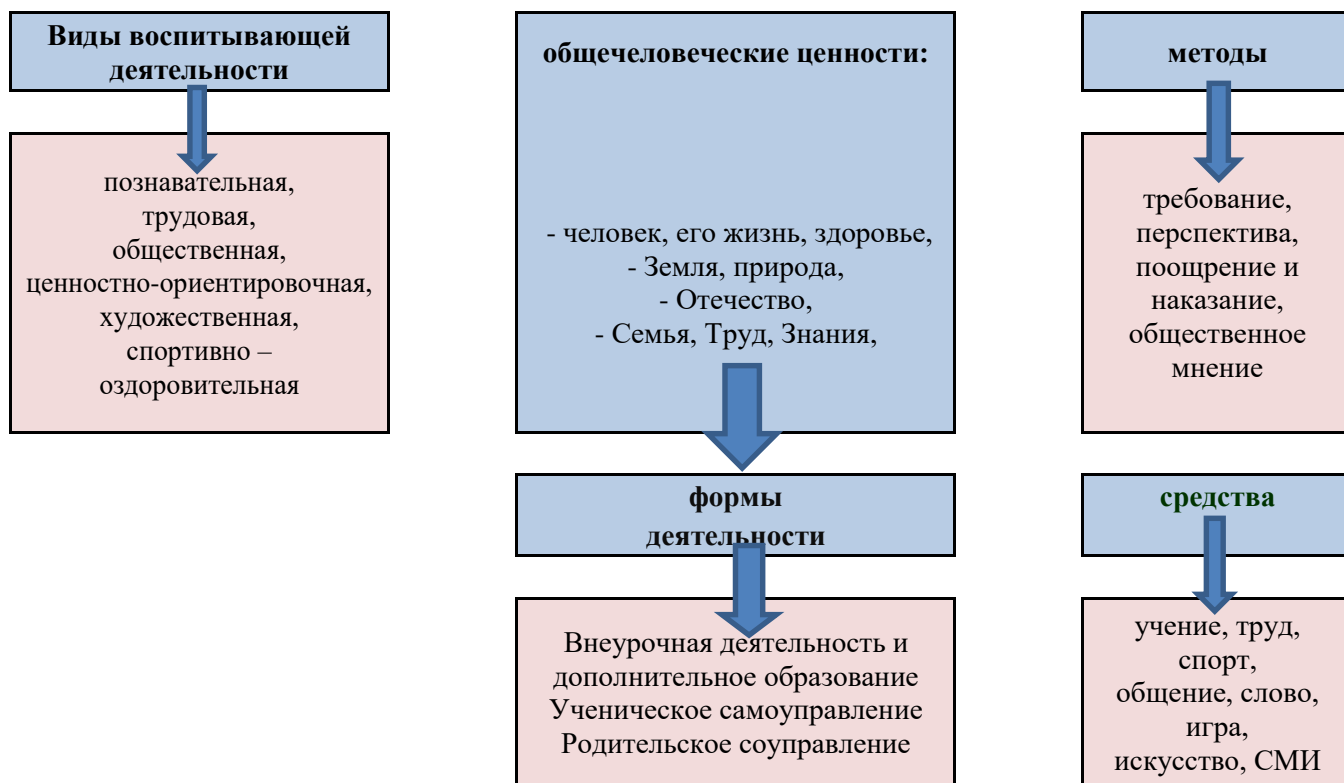 Виды воспитывающей
деятельности
познавательная,
трудовая,
общественная,
ценностно-ориентировочная,
художественная,
спортивно –
оздоровительная
общечеловеческие ценности:
- человек, его жизнь, здоровье,
- Земля, природа,
- Отечество,
- Семья, Труд, Знания,
формы
деятельности
Внеурочная деятельность и
дополнительное образование
Ученическое самоуправление
Родительское соуправление
методы
требование,
перспектива,
поощрение и
наказание,
общественное
мнение
средства
учение, труд,
спорт,
общение, слово,
игра,
искусство, СМИ